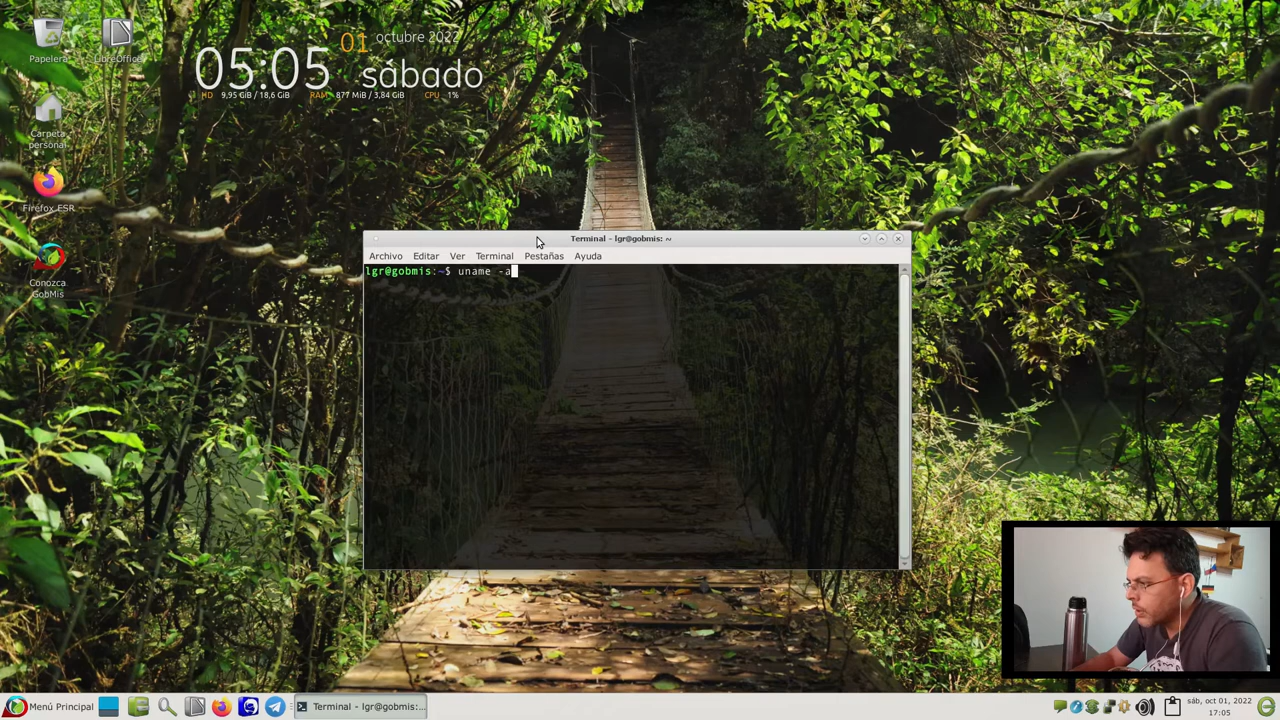 Papelera
LibreOffice
05:05
01 octubre 2022
sábado
HD 9,95 GiB / 18,6 GiB RAM 877 MiB / 3,84 GiB CPU 1%
Carpeta
personal
Firefox ESR
Conozca
GobMis
Terminal - lgr@gobmis: ~
Archivo Editar Ver Terminal Pestañas Ayuda
lgr@gobmis:~$ uname -a
Menú Principal
Terminal - lgr@gobmis:...
sáb, oct 01, 2022
17:05